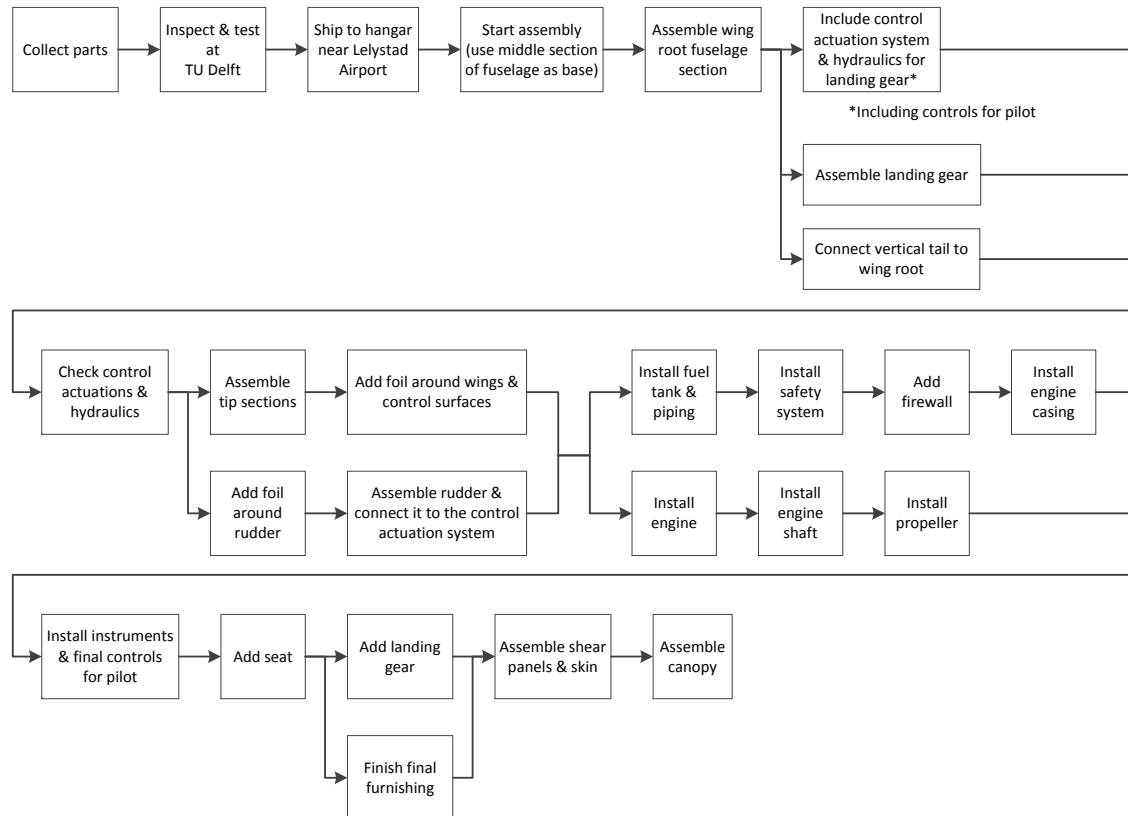 Collect parts
Inspect & test
at
TU Delft
Ship to hangar
near Lelystad
Airport
Start assembly
(use middle section
of fuselage as base)
Assemble wing
root fuselage
section
Include control
actuation system
& hydraulics for
landing gear*
*Including controls for pilot
Assemble landing gear
Connect vertical tail to
wing root
Check control
actuations &
hydraulics
Assemble
tip sections
Add foil around wings &
control surfaces
Install fuel
tank &
piping
Install
safety
system
Add
firewall
Install
engine
casing
Add foil
around
rudder
Assemble rudder &
connect it to the control
actuation system
Install
engine
Install
engine
shaft
Install
propeller
Install instruments
& final controls
for pilot
Add seat
Add landing
gear
Assemble shear
panels & skin
Assemble
canopy
Finish final
furnishing